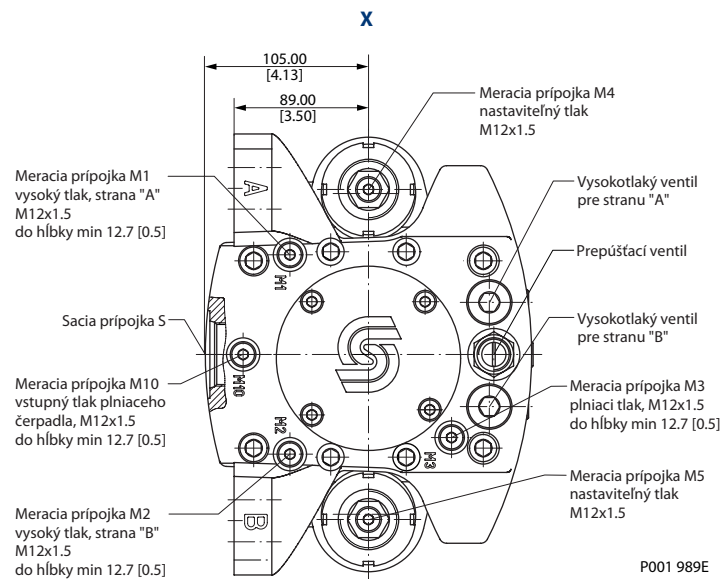 X
105.00
[4.13]
89.00
[3.50]
Meracia prípojka M4
nastaviteľný tlak
M12x1.5
Meracia prípojka M1
vysoký tlak, strana "A"
M12x1.5
do hĺbky min 12.7 [0.5]
Vysokotlaký ventil
pre stranu "A"
Prepúšťací ventil
Sacia prípojka S
Vysokotlaký ventil
pre stranu "B"
Meracia prípojka M10
vstupný tlak plniaceho
čerpadla, M12x1.5
do hĺbky min 12.7 [0.5]
Meracia prípojka M3
plniaci tlak, M12x1.5
do hĺbky min 12.7 [0.5]
Meracia prípojka M5
nastaviteľný tlak
M12x1.5
Meracia prípojka M2
vysoký tlak, strana "B"
M12x1.5
do hĺbky min 12.7 [0.5]
A
M1
M10
M2
M3
B
P001 989E